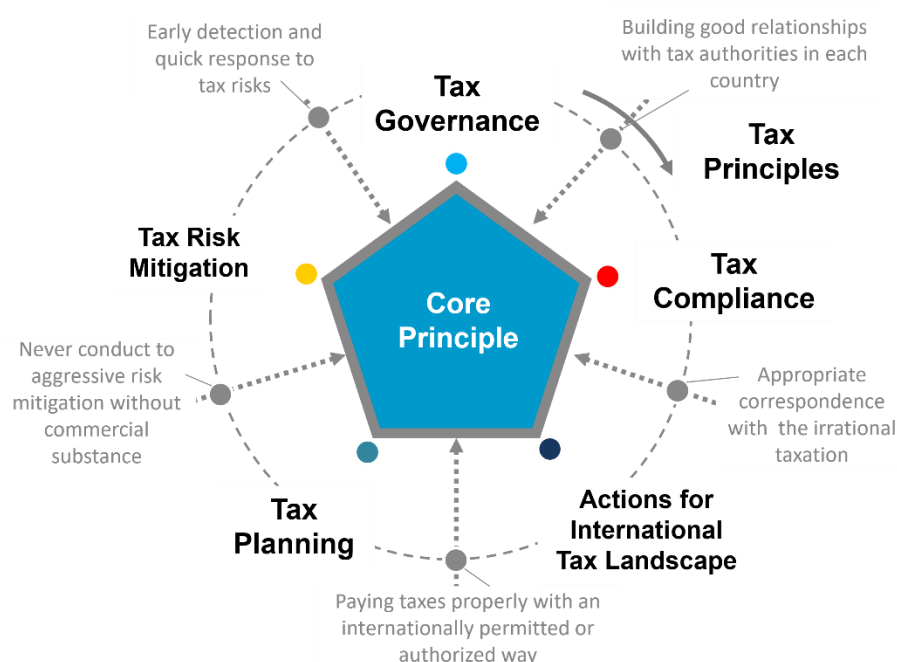 Early detection and
quick response to
tax risks
Building good relationships
with tax authorities in each
country
Tax
Governance
Tax
Principles
Tax Risk
Mitigation
Tax
Compliance
Core
Principle
Never conduct to
aggressive risk
mitigation without
commercial
substance
Appropriate
correspondence
with the irrational
taxation
Tax
Planning
Actions for
International
Tax Landscape
Paying taxes properly with an
internationally permitted or
authorized way